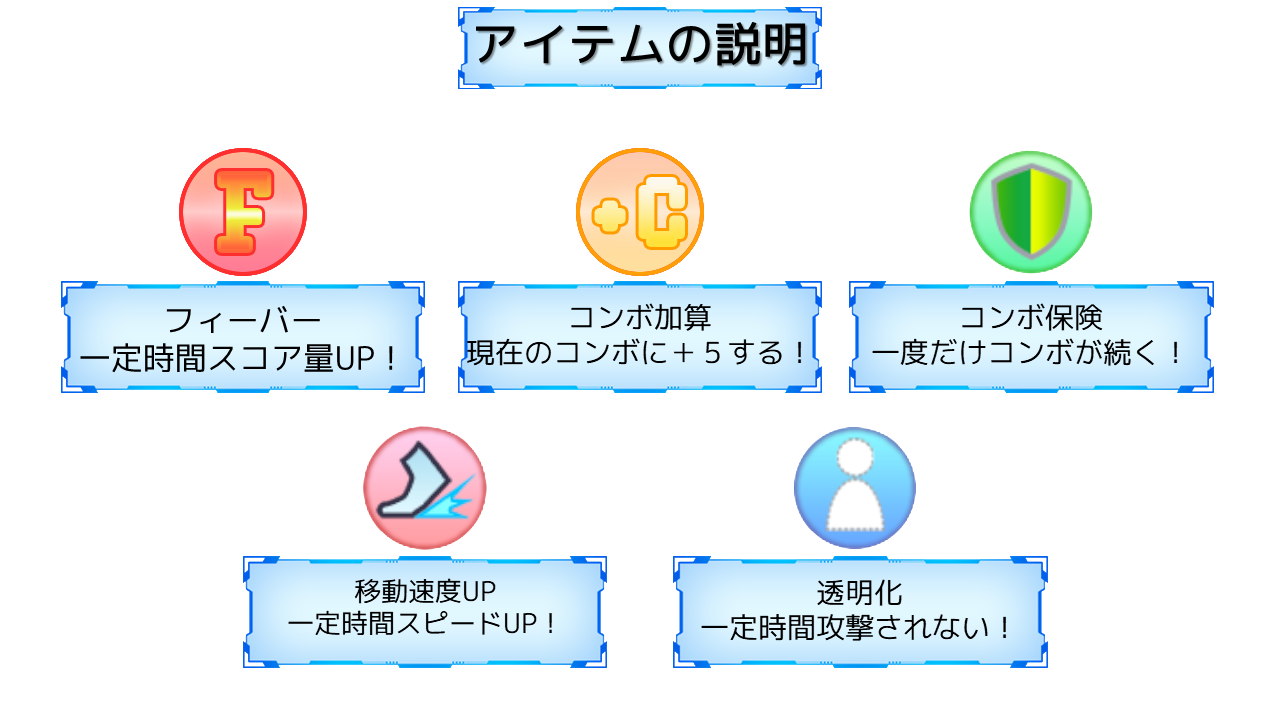 アイテムの説明
F
+C
フィーバー
一定時間スコア量UP！
コンボ加算
現在のコンボに＋５する！
コンボ保険
一度だけコンボが続く！
移動速度UP
一定時間スピードUP！
透明化
一定時間攻撃されない！